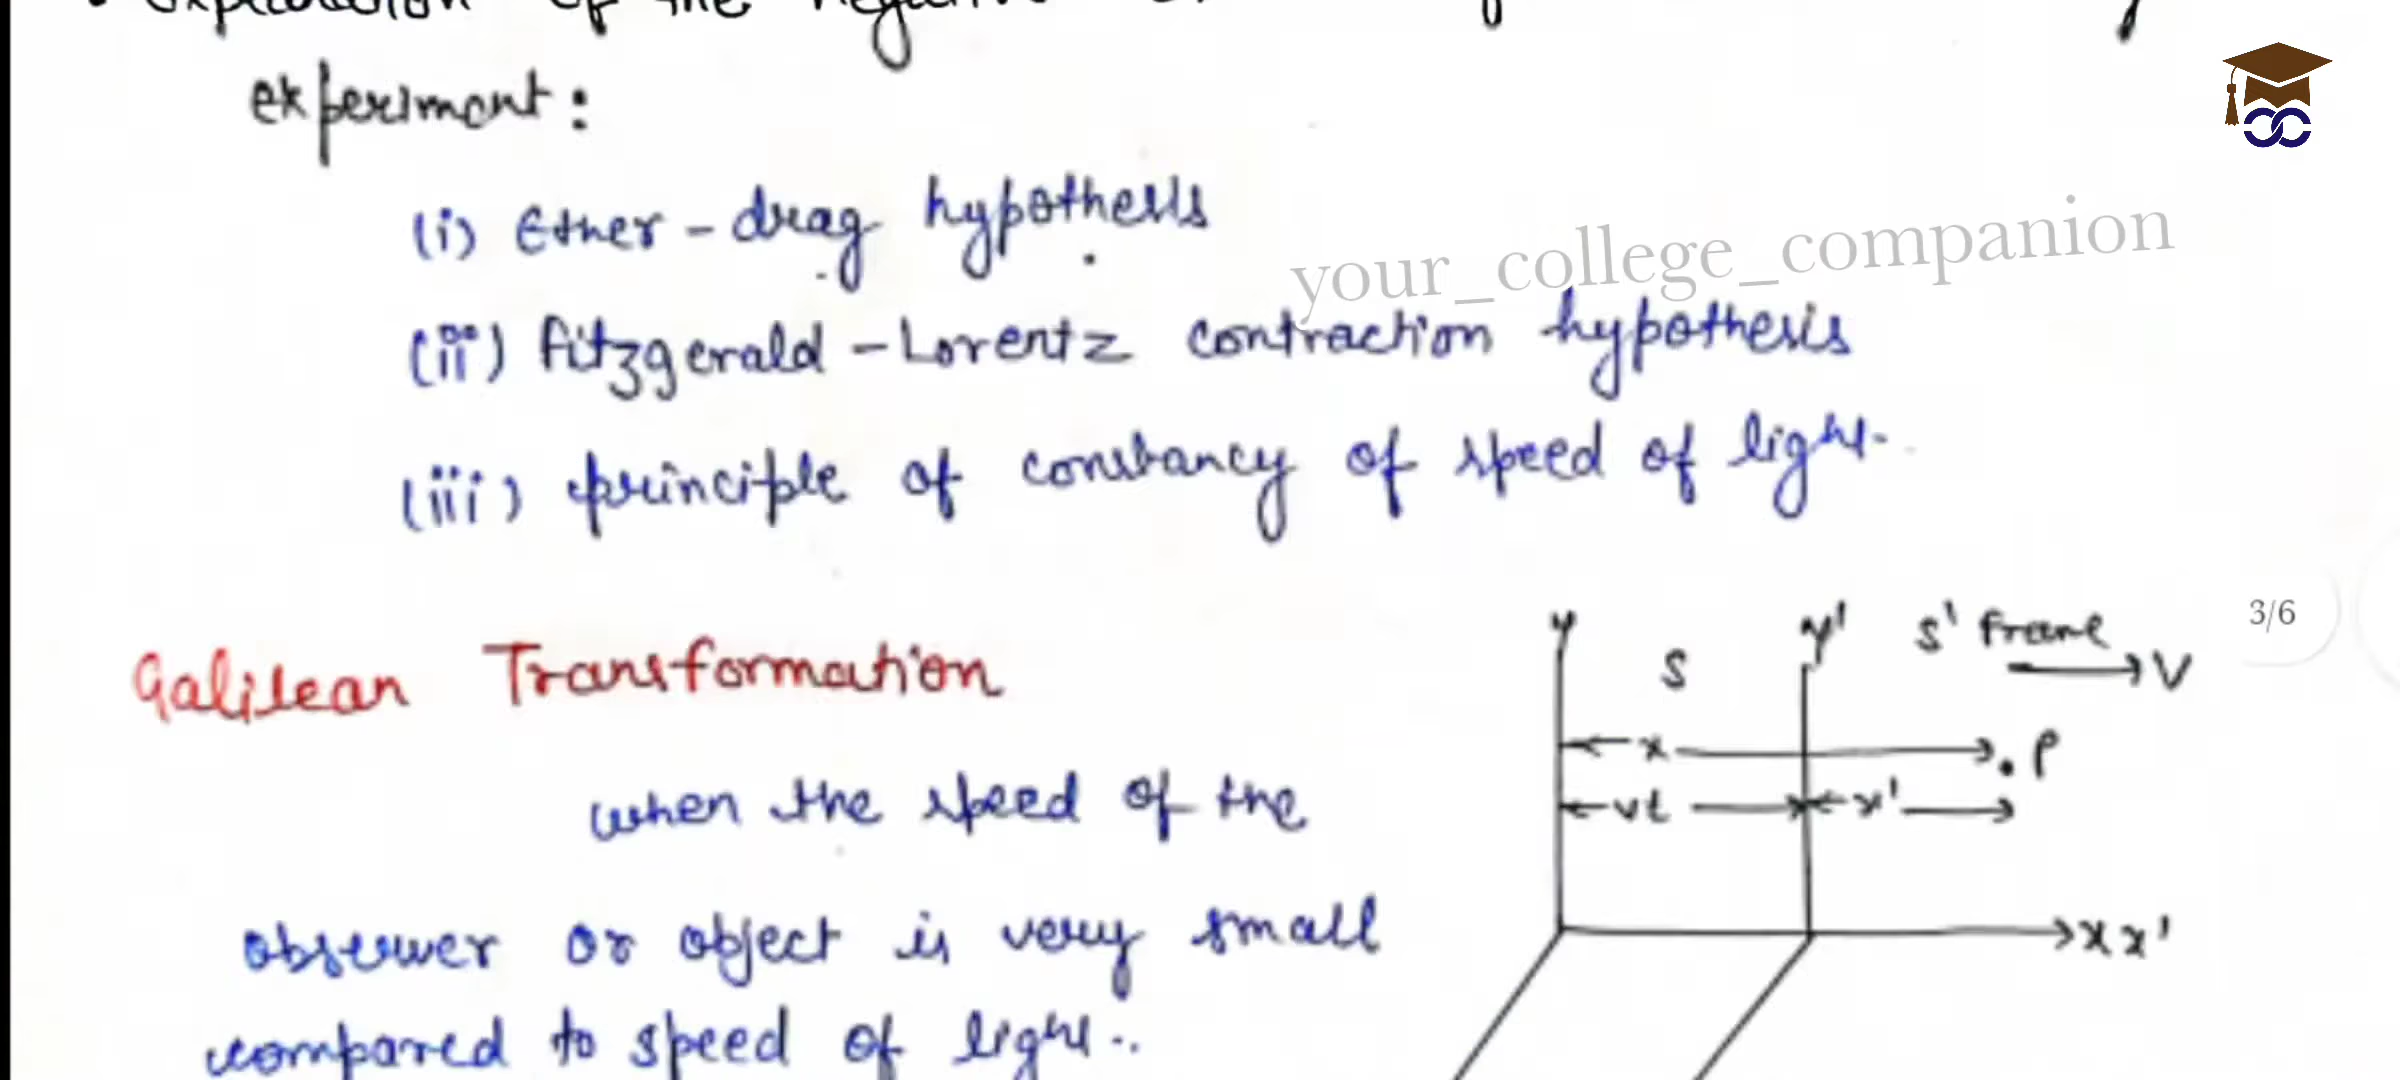 of the
experiment:
(i) Ether-drag hypothesis
your_college_companion
(ii) fitzgerald-Lorentz contraction hypothesis
(iii) principle of constancy of speed of light.
3/6
Galilean Transformation
y y' s' frame
S → V
x P
vt x'
when the speed of the
observer or object is very small
x x'
compared to speed of light..